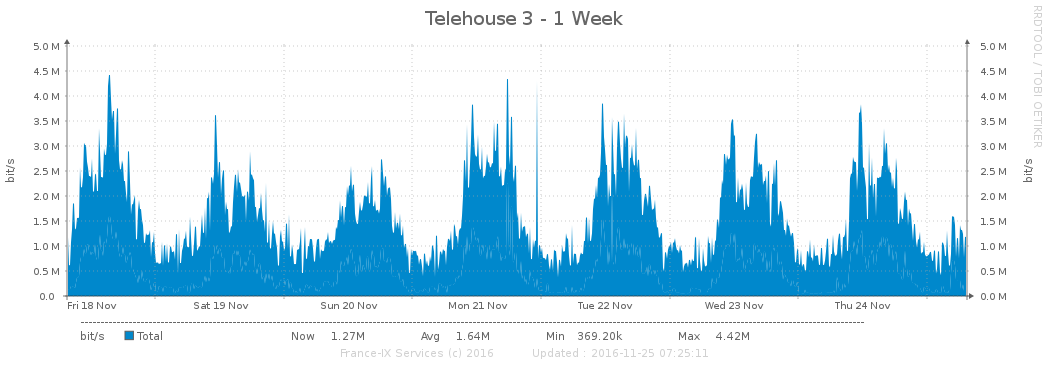 Telehouse 3 - 1 Week
RRDTOOL / TOBI OETIKER
5.0 M 5.0 M
4.5 M 4.5 M
4.0 M 4.0 M
3.5 M 3.5 M
3.0 M 3.0 M
2.5 M 2.5 M
2.0 M 2.0 M
1.5 M 1.5 M
1.0 M 1.0 M
0.5 M 0.5 M
0.0 0.0 M
bit/s bit/s
Fri 18 Nov Sat 19 Nov Sun 20 Nov Mon 21 Nov Tue 22 Nov Wed 23 Nov Thu 24 Nov
bit/s Total Now 1.27M Avg 1.64M Min 369.20k Max 4.42M
France-IX Services (c) 2016 Updated : 2016-11-25 07:25:11